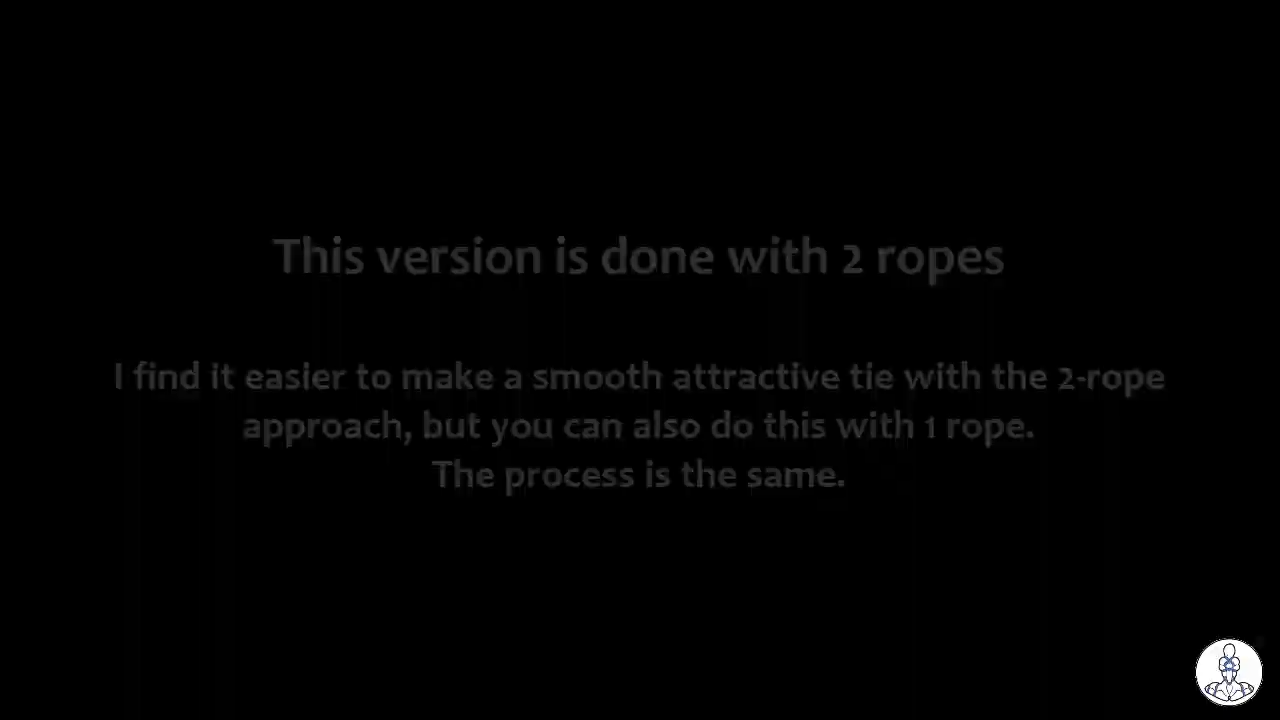 This version is done with 2 ropes
I find it easier to make a smooth attractive tie with the 2-rope
approach, but you can also do this with 1 rope.
The process is the same.